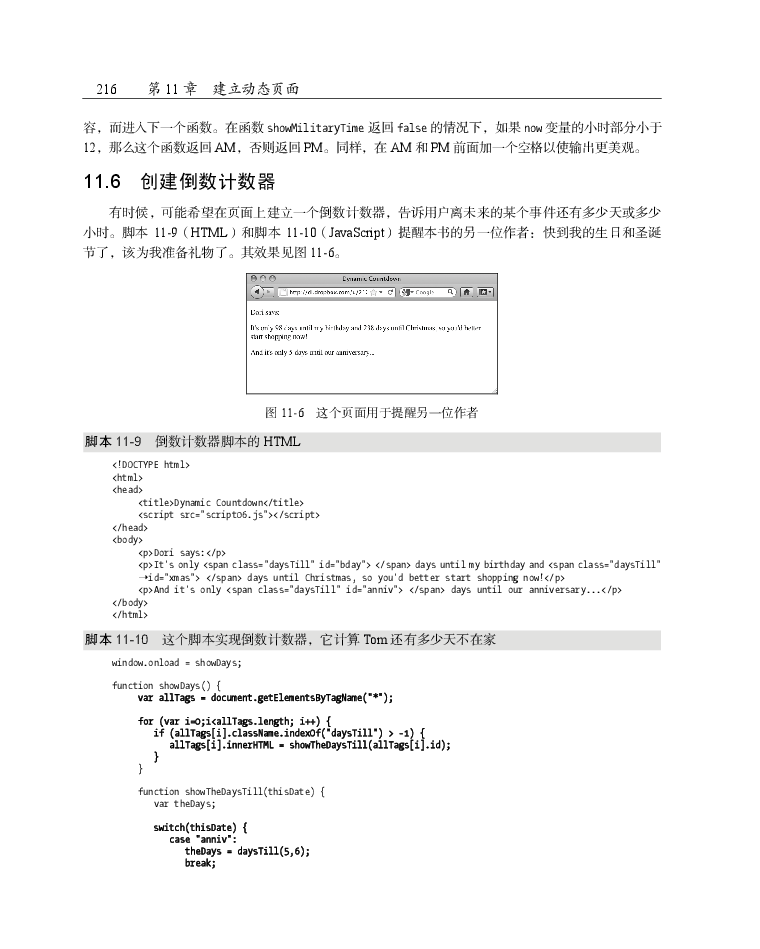 216 第 11 章 建立动态页面
容，而进入下一个函数。在函数 showMilitaryTime 返回 false 的情况下，如果 now 变量的小时部分小于
12，那么这个函数返回 AM，否则返回 PM。同样，在 AM 和 PM 前面加一个空格以使输出更美观。
11.6 创建倒数计数器
有时候，可能希望在页面上建立一个倒数计数器，告诉用户离未来的某个事件还有多少天或多少
小时。脚本 11-9（HTML）和脚本 11-10（JavaScript）提醒本书的另一位作者：快到我的生日和圣诞
节了，该为我准备礼物了。其效果见图 11-6。
Dynamic Countdown
Google
Dori says:
It's only 98 days until my birthday and 238 days until Christmas, so you'd better
start shopping now!
And it's only 5 days until our anniversary...
图 11-6 这个页面用于提醒另一位作者
脚本 11-9 倒数计数器脚本的 HTML
<!DOCTYPE html>
<html>
<head>
<title>Dynamic Countdown</title>
<script src="script06.js"></script>
</head>
<body>
<p>Dori says:</p>
<p>It's only <span class="daysTill" id="bday"> </span> days until my birthday and <span class="daysTill"
→id="xmas"> </span> days until Christmas, so you'd better start shopping now!</p>
<p>And it's only <span class="daysTill" id="anniv"> </span> days until our anniversary...</p>
</body>
</html>
脚本 11-10 这个脚本实现倒数计数器，它计算 Tom 还有多少天不在家
window.onload = showDays;
function showDays() {
var allTags = document.getElementsByTagName("*");
for (var i=0;i<allTags.length; i++) {
if (allTags[i].className.indexOf("daysTill") > -1) {
allTags[i].innerHTML = showTheDaysTill(allTags[i].id);
}
}
function showTheDaysTill(thisDate) {
var theDays;
switch(thisDate) {
case "anniv":
theDays = daysTill(5,6);
break;